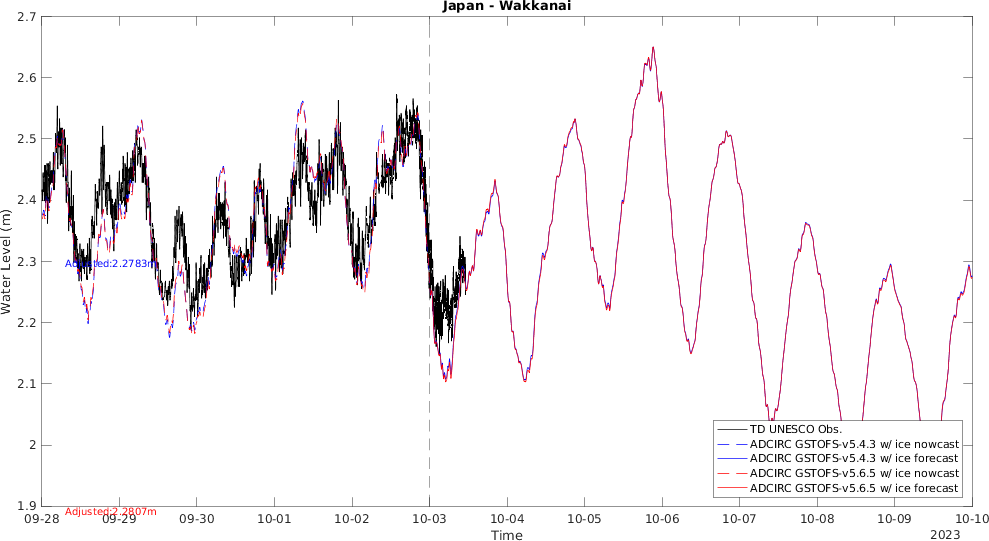 Japan - Wakkanai
Water Level (m)
2.7
2.6
2.5
2.4
2.3
2.2
2.1
2
1.9
Adjusted:2.2783m
Adjusted:2.2807m
TD UNESCO Obs.
ADCIRC GSTOFS-v5.4.3 w/ ice nowcast
ADCIRC GSTOFS-v5.4.3 w/ ice forecast
ADCIRC GSTOFS-v5.6.5 w/ ice nowcast
ADCIRC GSTOFS-v5.6.5 w/ ice forecast
09-28 09-29 09-30 10-01 10-02 10-03 10-04 10-05 10-06 10-07 10-08 10-09 10-10
Time
2023